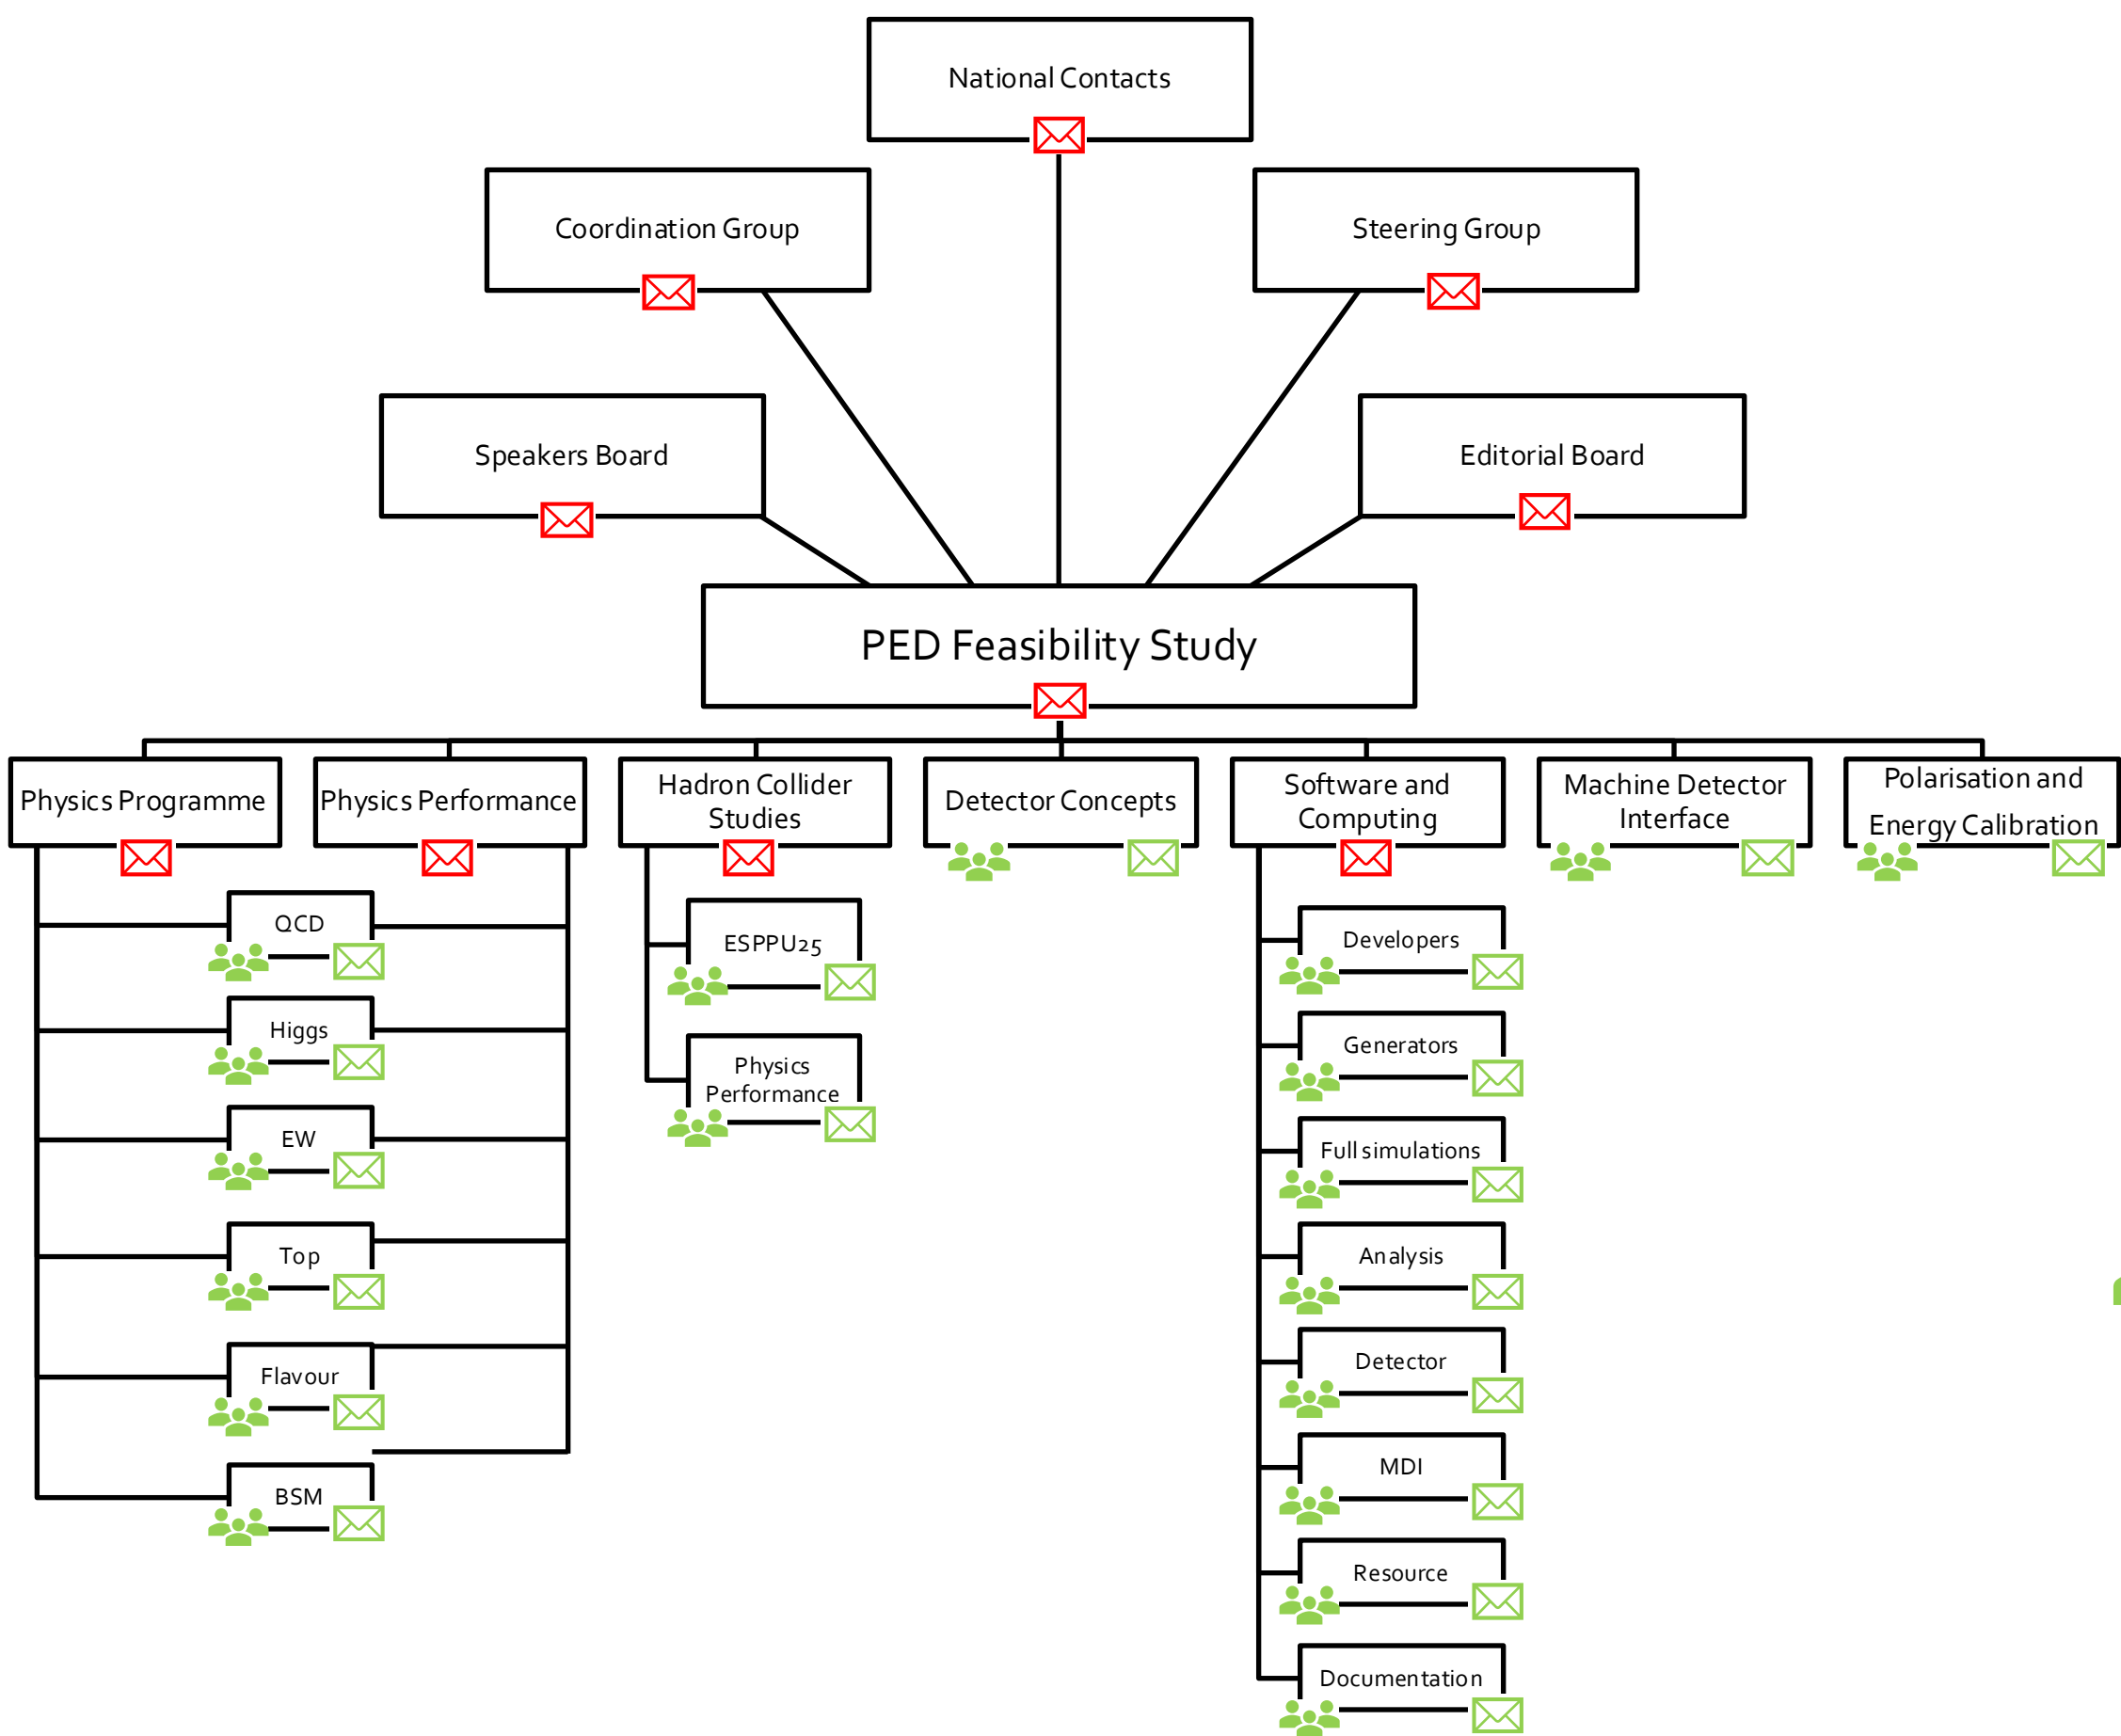 National Contacts
Coordination Group
Steering Group
Speakers Board
Editorial Board
PED Feasibility Study
Physics Programme
Physics Performance
Hadron Collider
Studies
Detector Concepts
Software and
Computing
Machine Detector
Interface
Polarisation and
Energy Calibration
QCD
Higgs
EW
Top
Flavour
BSM
ESPPU25
Physics
Performance
Developers
Generators
Full simulations
Analysis
Detector
MDI
Resource
Documentation